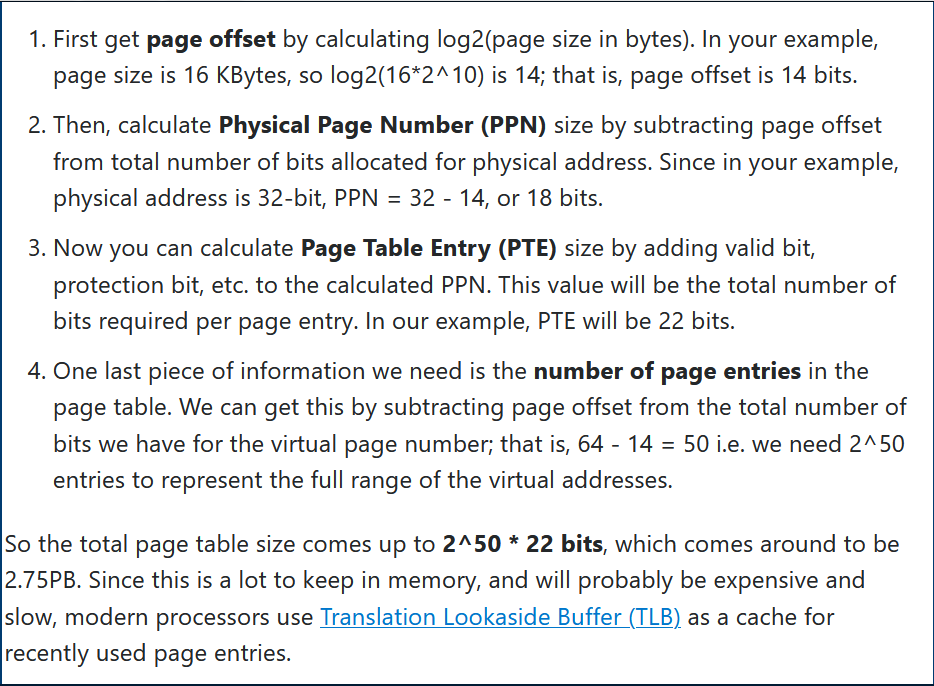 1. First get page offset by calculating log2(page size in bytes). In your example,
page size is 16 KBytes, so log2(16*2^10) is 14; that is, page offset is 14 bits.
2. Then, calculate Physical Page Number (PPN) size by subtracting page offset
from total number of bits allocated for physical address. Since in your example,
physical address is 32-bit, PPN = 32 - 14, or 18 bits.
3. Now you can calculate Page Table Entry (PTE) size by adding valid bit,
protection bit, etc. to the calculated PPN. This value will be the total number of
bits required per page entry. In our example, PTE will be 22 bits.
4. One last piece of information we need is the number of page entries in the
page table. We can get this by subtracting page offset from the total number of
bits we have for the virtual page number; that is, 64 - 14 = 50 i.e. we need 2^50
entries to represent the full range of the virtual addresses.
So the total page table size comes up to 2^50 * 22 bits, which comes around to be
2.75PB. Since this is a lot to keep in memory, and will probably be expensive and
slow, modern processors use Translation Lookaside Buffer (TLB) as a cache for
recently used page entries.